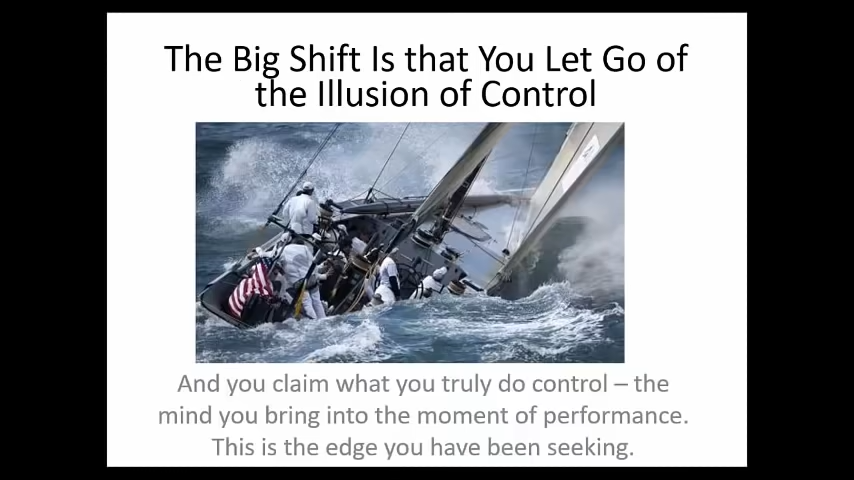 The Big Shift Is that You Let Go of
the Illusion of Control
And you claim what you truly do control – the
mind you bring into the moment of performance.
This is the edge you have been seeking.